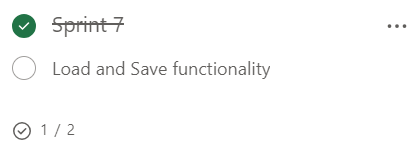 Sprint 7
Load and Save functionality
1 / 2